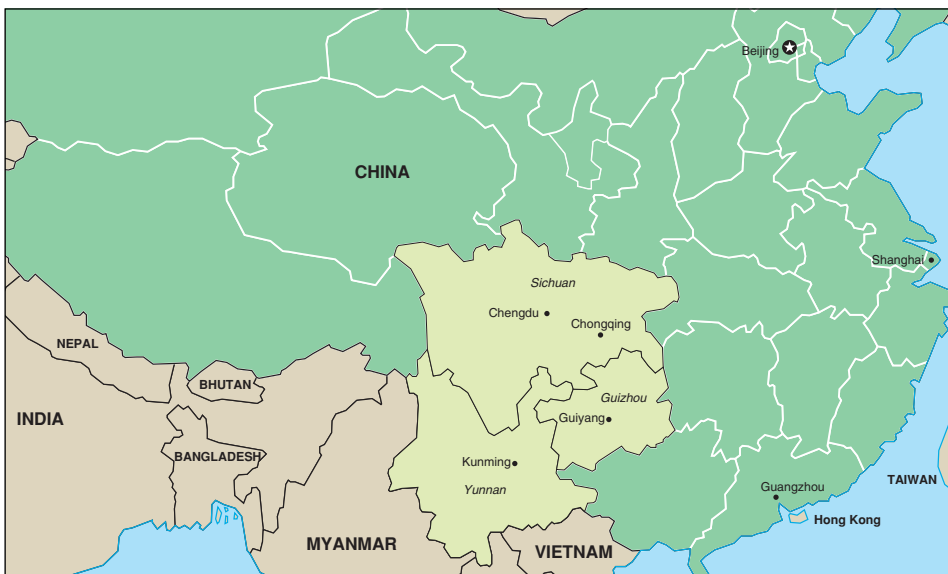 Beijing
CHINA
Shanghai
Sichuan
Chengdu
Chongqing
NEPAL
BHUTAN
Guizhou
INDIA
Guiyang
BANGLADESH
Kunming
Yunnan
TAIWAN
Guangzhou
Hong Kong
MYANMAR
VIETNAM